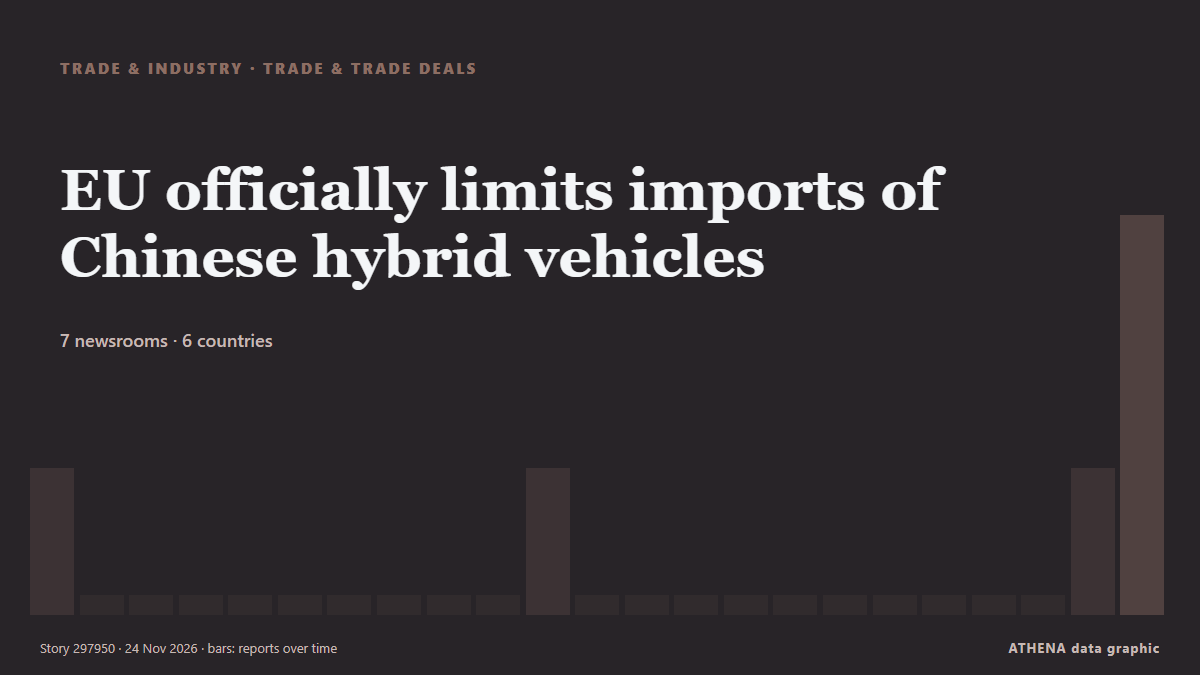 TRADE & INDUSTRY · TRADE & TRADE DEALS
EU officially limits imports of
Chinese hybrid vehicles
7 newsrooms · 6 countries
Story 297950 · 24 Nov 2026 · bars: reports over time
ATHENA data graphic